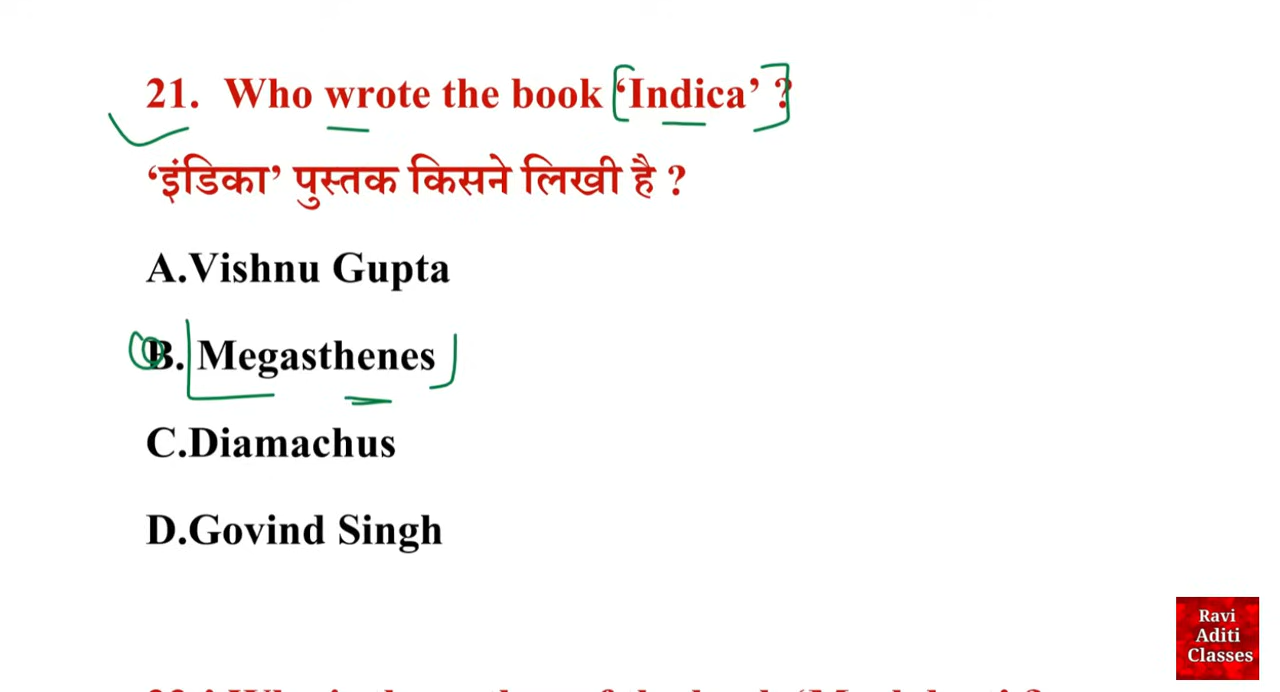 21. Who wrote the book ‘Indica’ ?
‘इंडिका’ पुस्तक किसने लिखी है ?
A.Vishnu Gupta
B. Megasthenes
C.Diamachus
D.Govind Singh
Ravi
Aditi
Classes